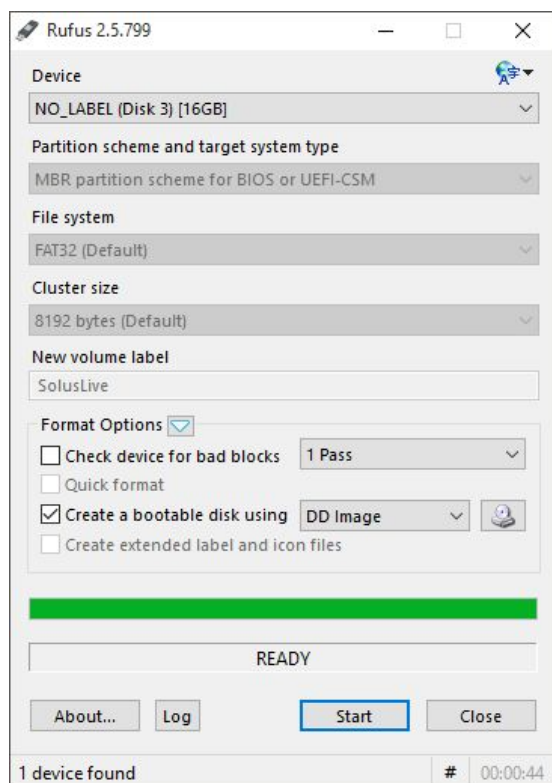 Rufus 2.5.799
Device
NO_LABEL (Disk 3) [16GB]
Partition scheme and target system type
MBR partition scheme for BIOS or UEFI-CSM
File system
FAT32 (Default)
Cluster size
8192 bytes (Default)
New volume label
SolusLive
Format Options
Check device for bad blocks 1 Pass
Quick format
Create a bootable disk using DD Image
Create extended label and icon files
READY
About... Log Start Close
1 device found # 00:00:44